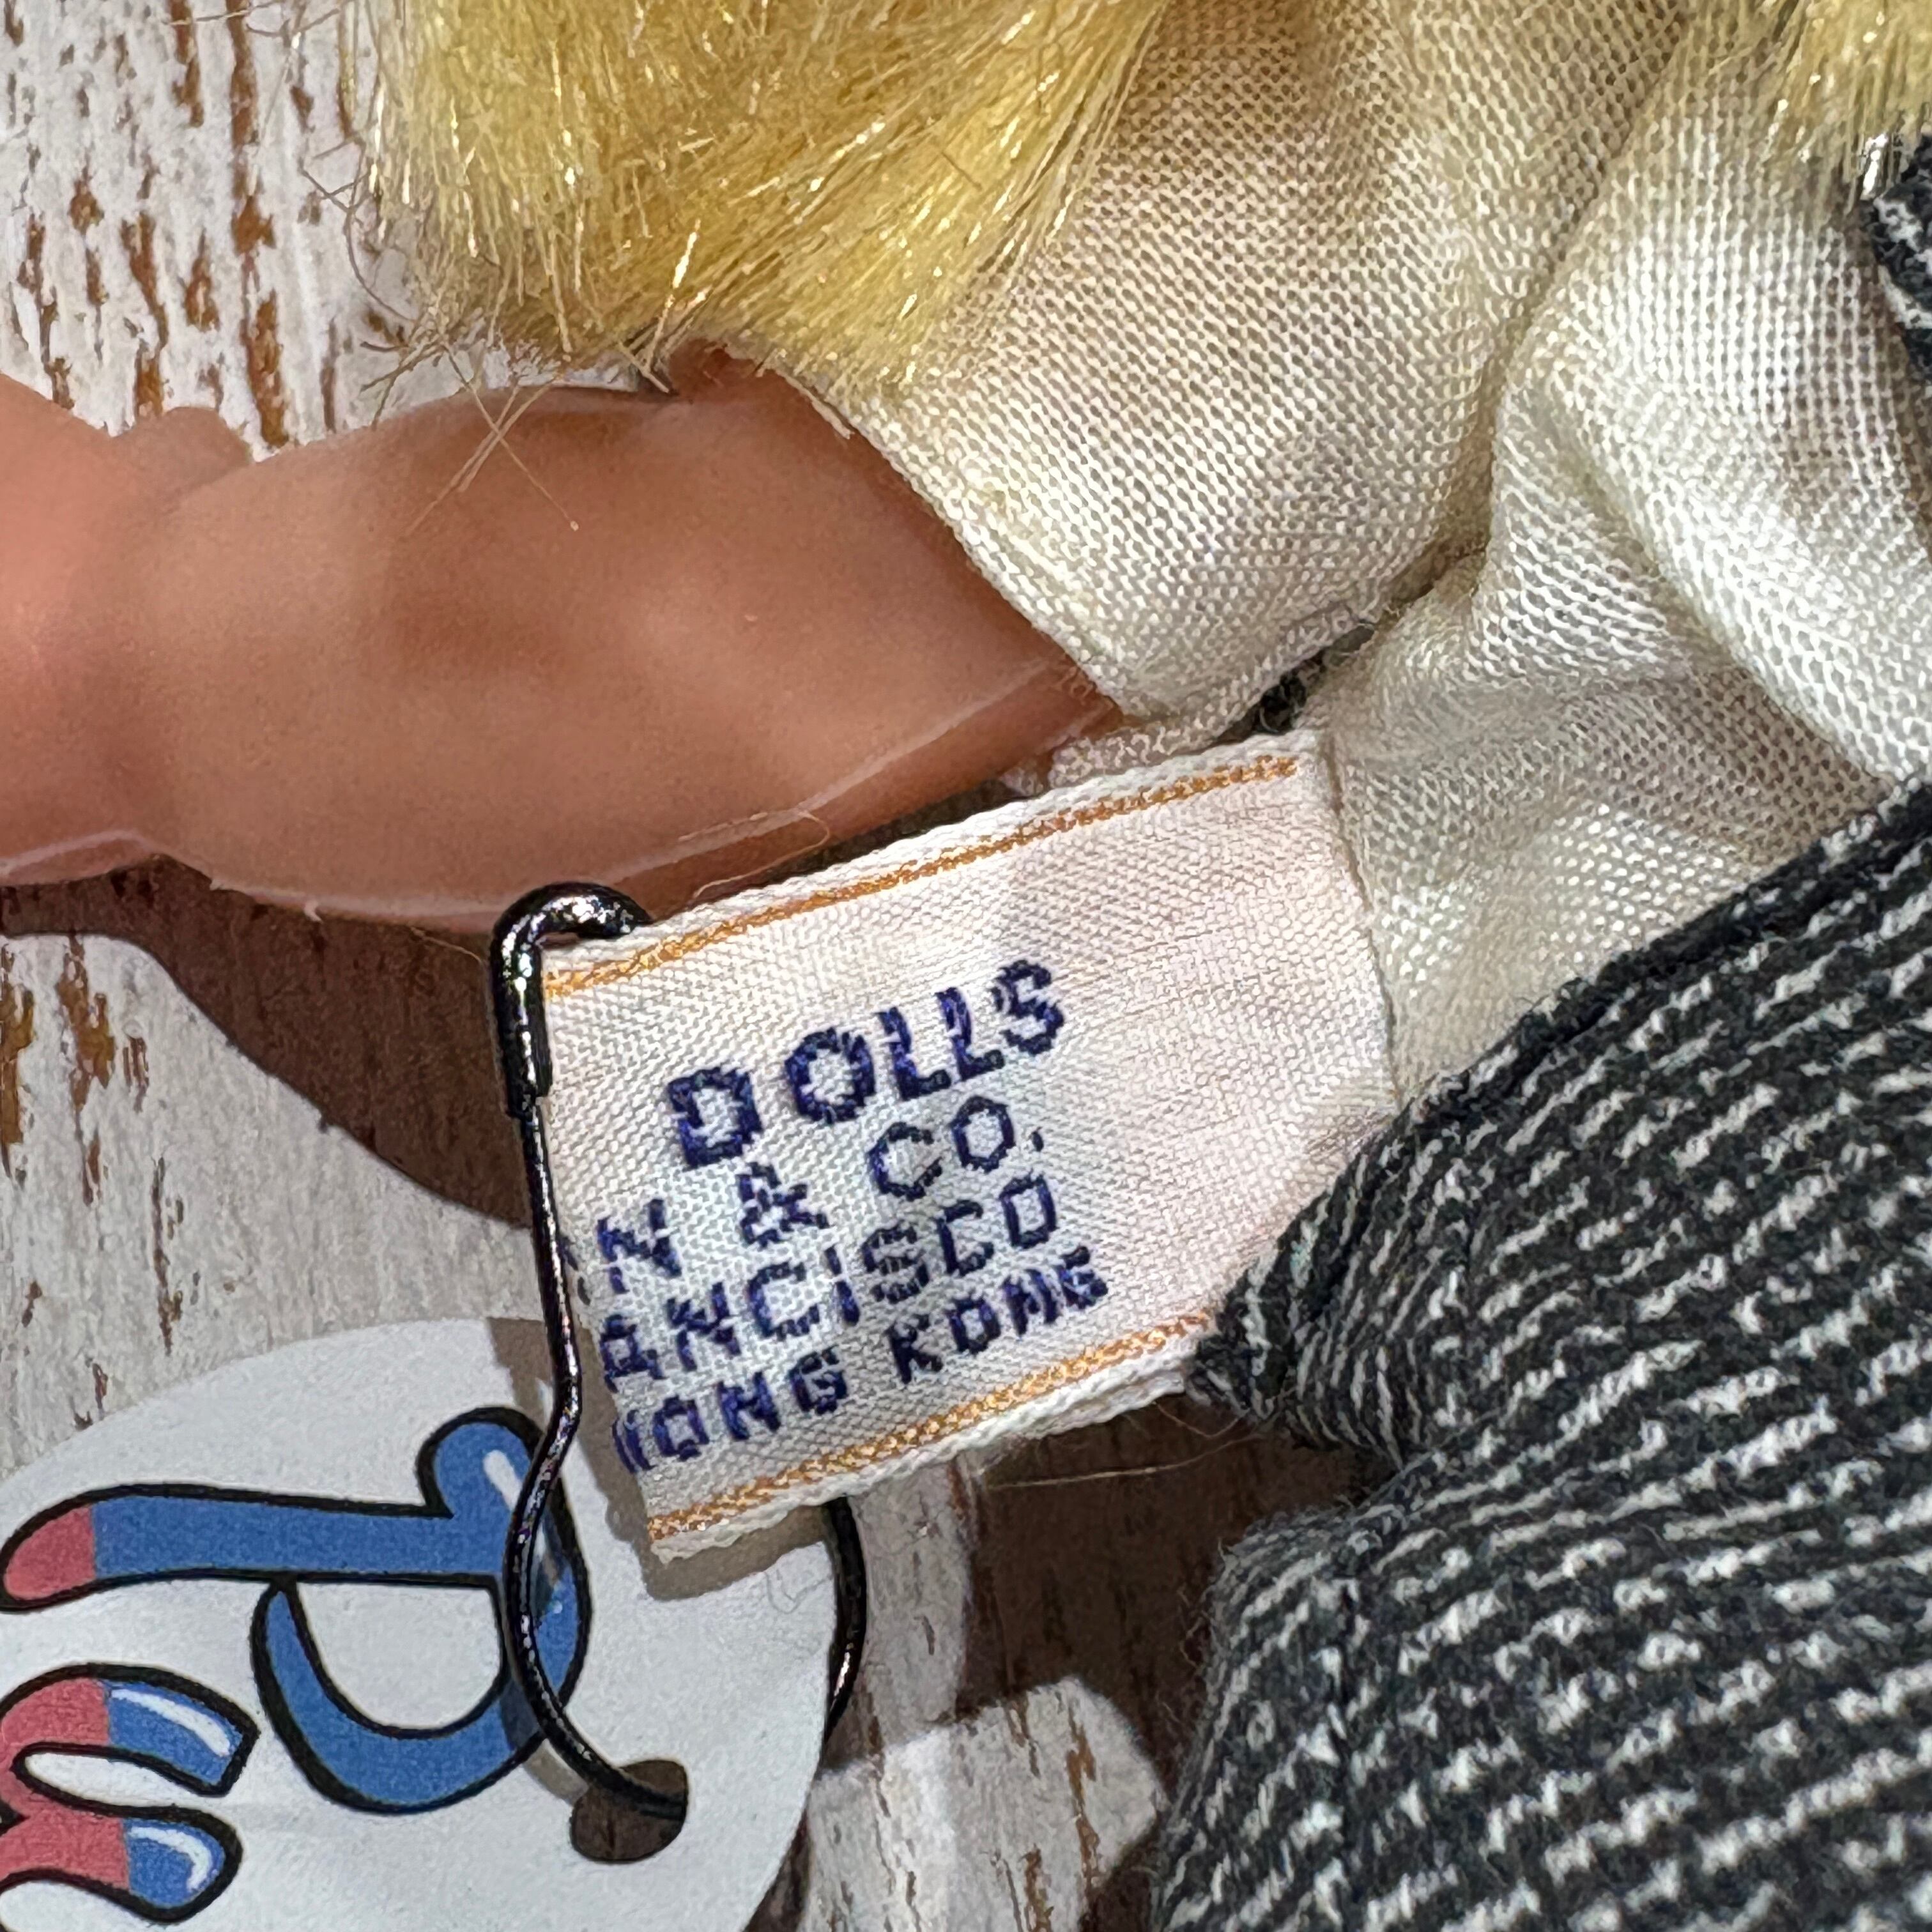 DOLLS
N & CO.
ANCISCO
HONG KONG